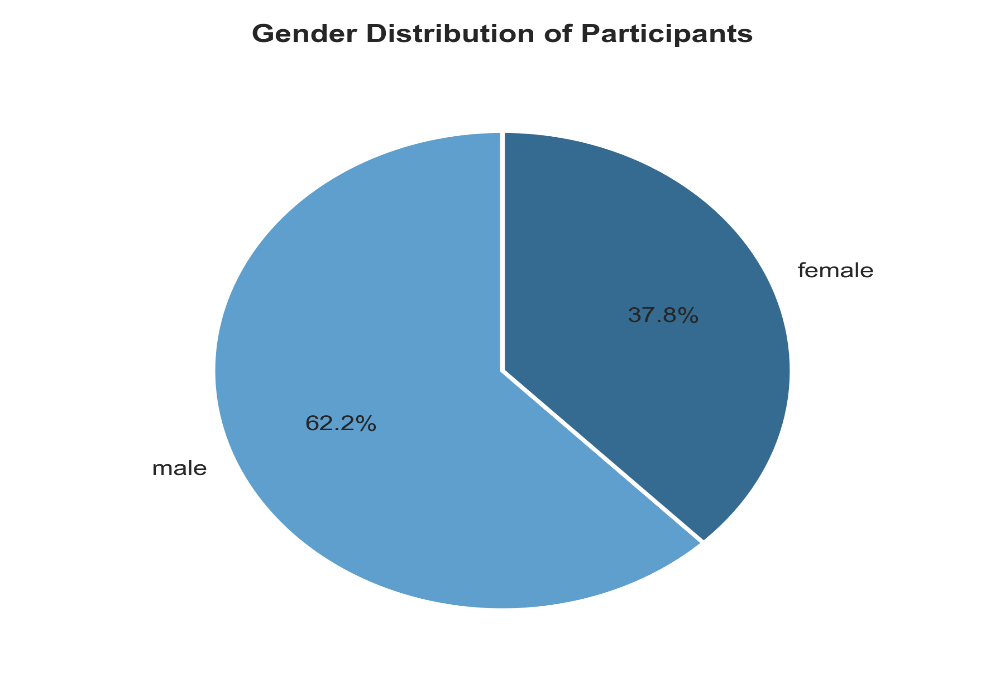 Gender Distribution of Participants
female
37.8%
62.2%
male